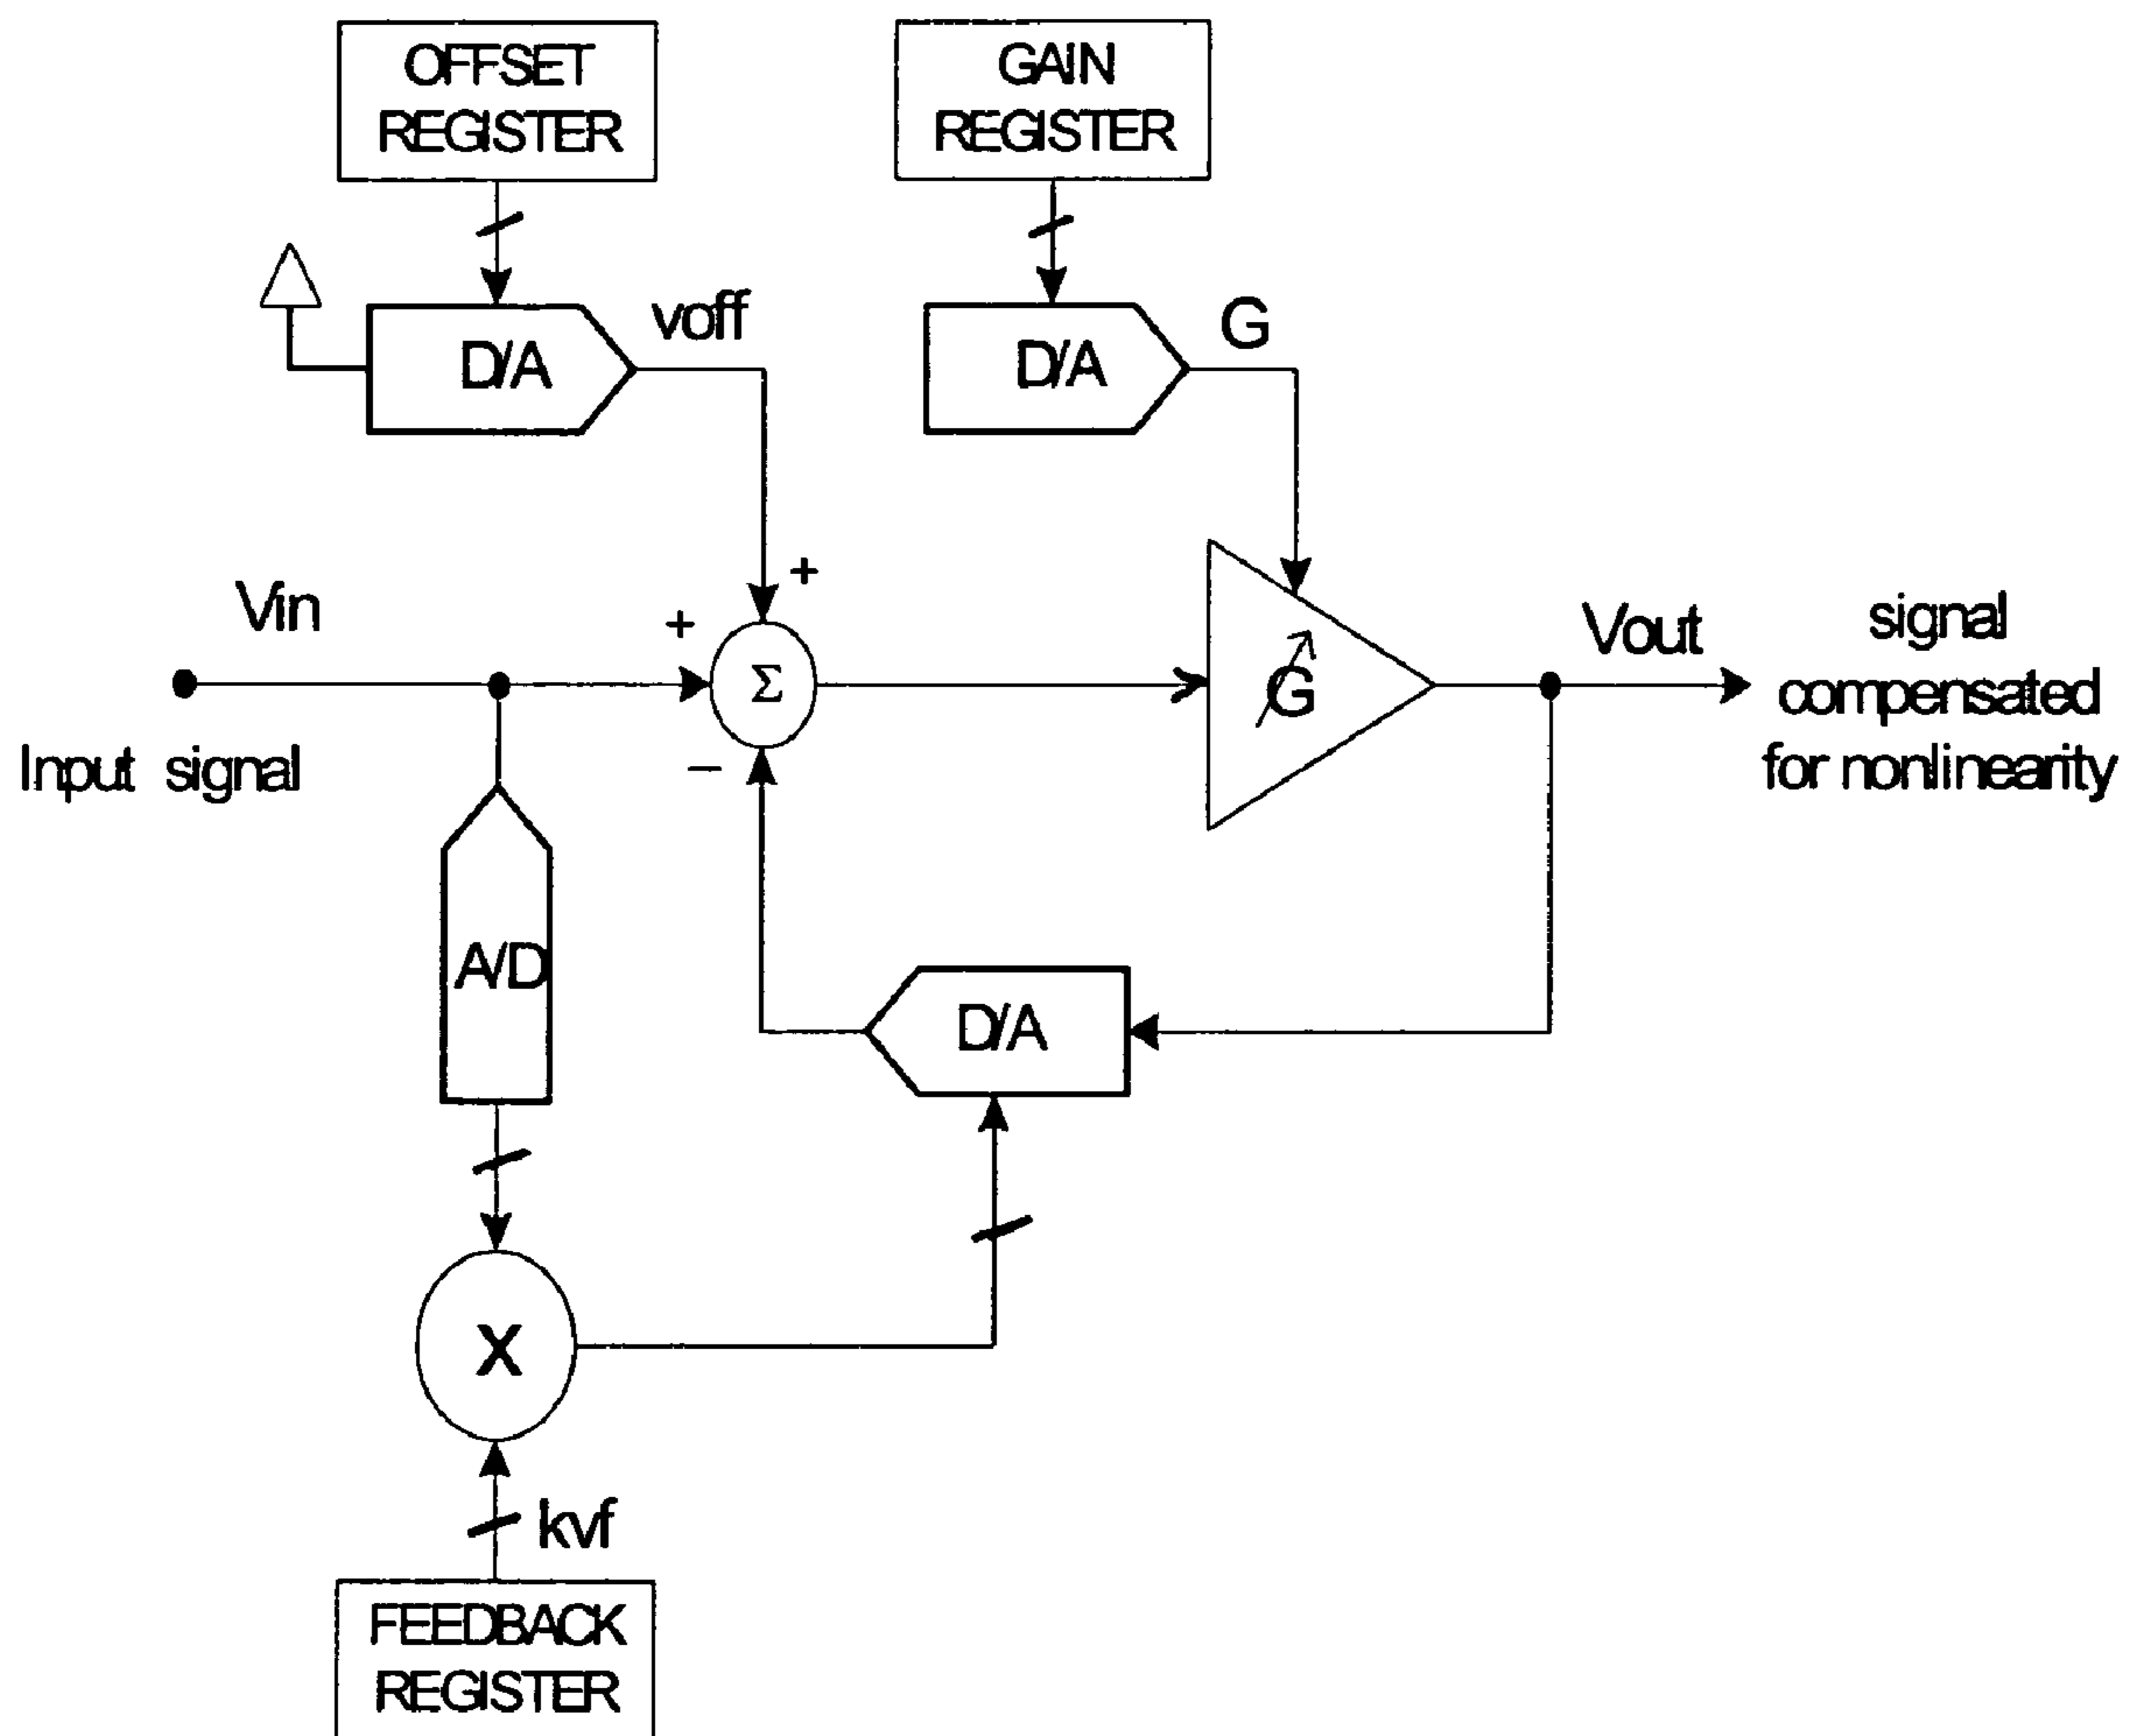 OFFSET
REGISTER
GAIN
REGISTER
D/A
voff
D/A
G
+
Vin
+
Σ
G
Vout
signal
compensated
for nonlinearity
Input signal
–
A/D
D/A
X
kvf
FEEDBACK
REGISTER